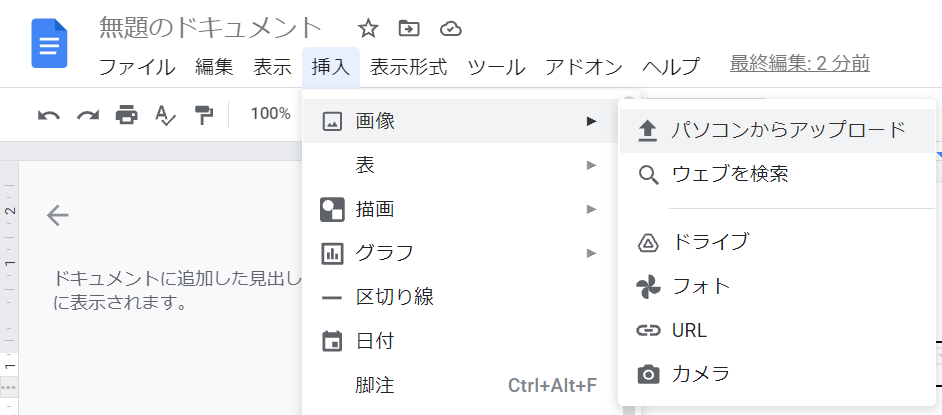 無題のドキュメント
ファイル 編集 表示 挿入 表示形式 ツール アドオン ヘルプ 最終編集: 2 分前
100%
画像
表
描画
グラフ
区切り線
日付
脚注 Ctrl+Alt+F
パソコンからアップロード
ウェブを検索
ドライブ
フォト
URL
カメラ
ドキュメントに追加した見出し
に表示されます。
2
1
1